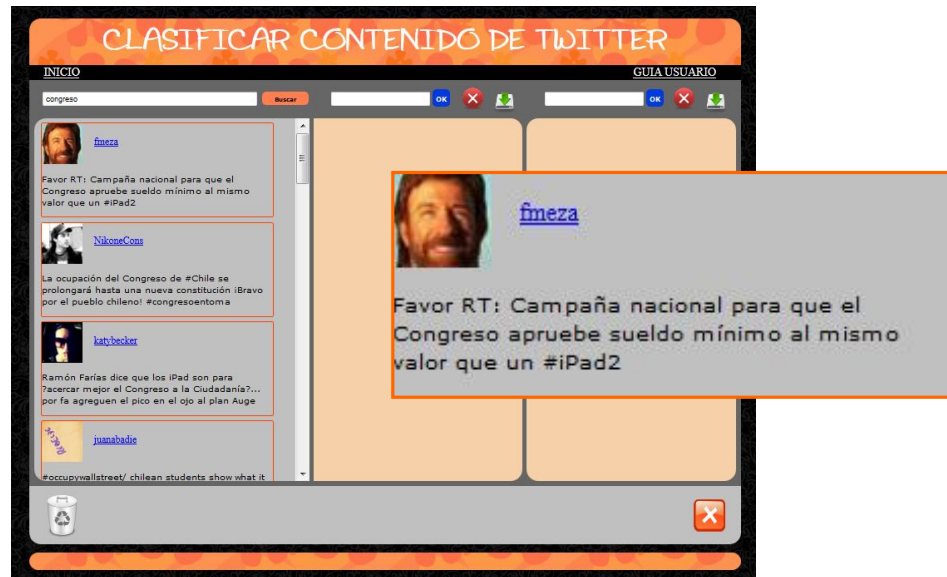 CLASIFICAR CONTENIDO DE TWITTER
INICIO
GUIA USUARIO
congreso
Buscar
OK
OK
fmeza
Favor RT: Campaña nacional para que el
Congreso apruebe sueldo mínimo al mismo
valor que un #iPad2
NikoneCons
La ocupación del Congreso de #Chile se
prolongará hasta una nueva constitución ¡Bravo
por el pueblo chileno! #congresoentoma
katybecker
Ramón Farías dice que los iPad son para
?acercar mejor el Congreso a la Ciudadanía?...
por fa agreguen el pico en el ojo al plan Auge
juanabadie
#occupywallstreet/ chilean students show what it
fmeza
Favor RT: Campaña nacional para que el
Congreso apruebe sueldo mínimo al mismo
valor que un #iPad2